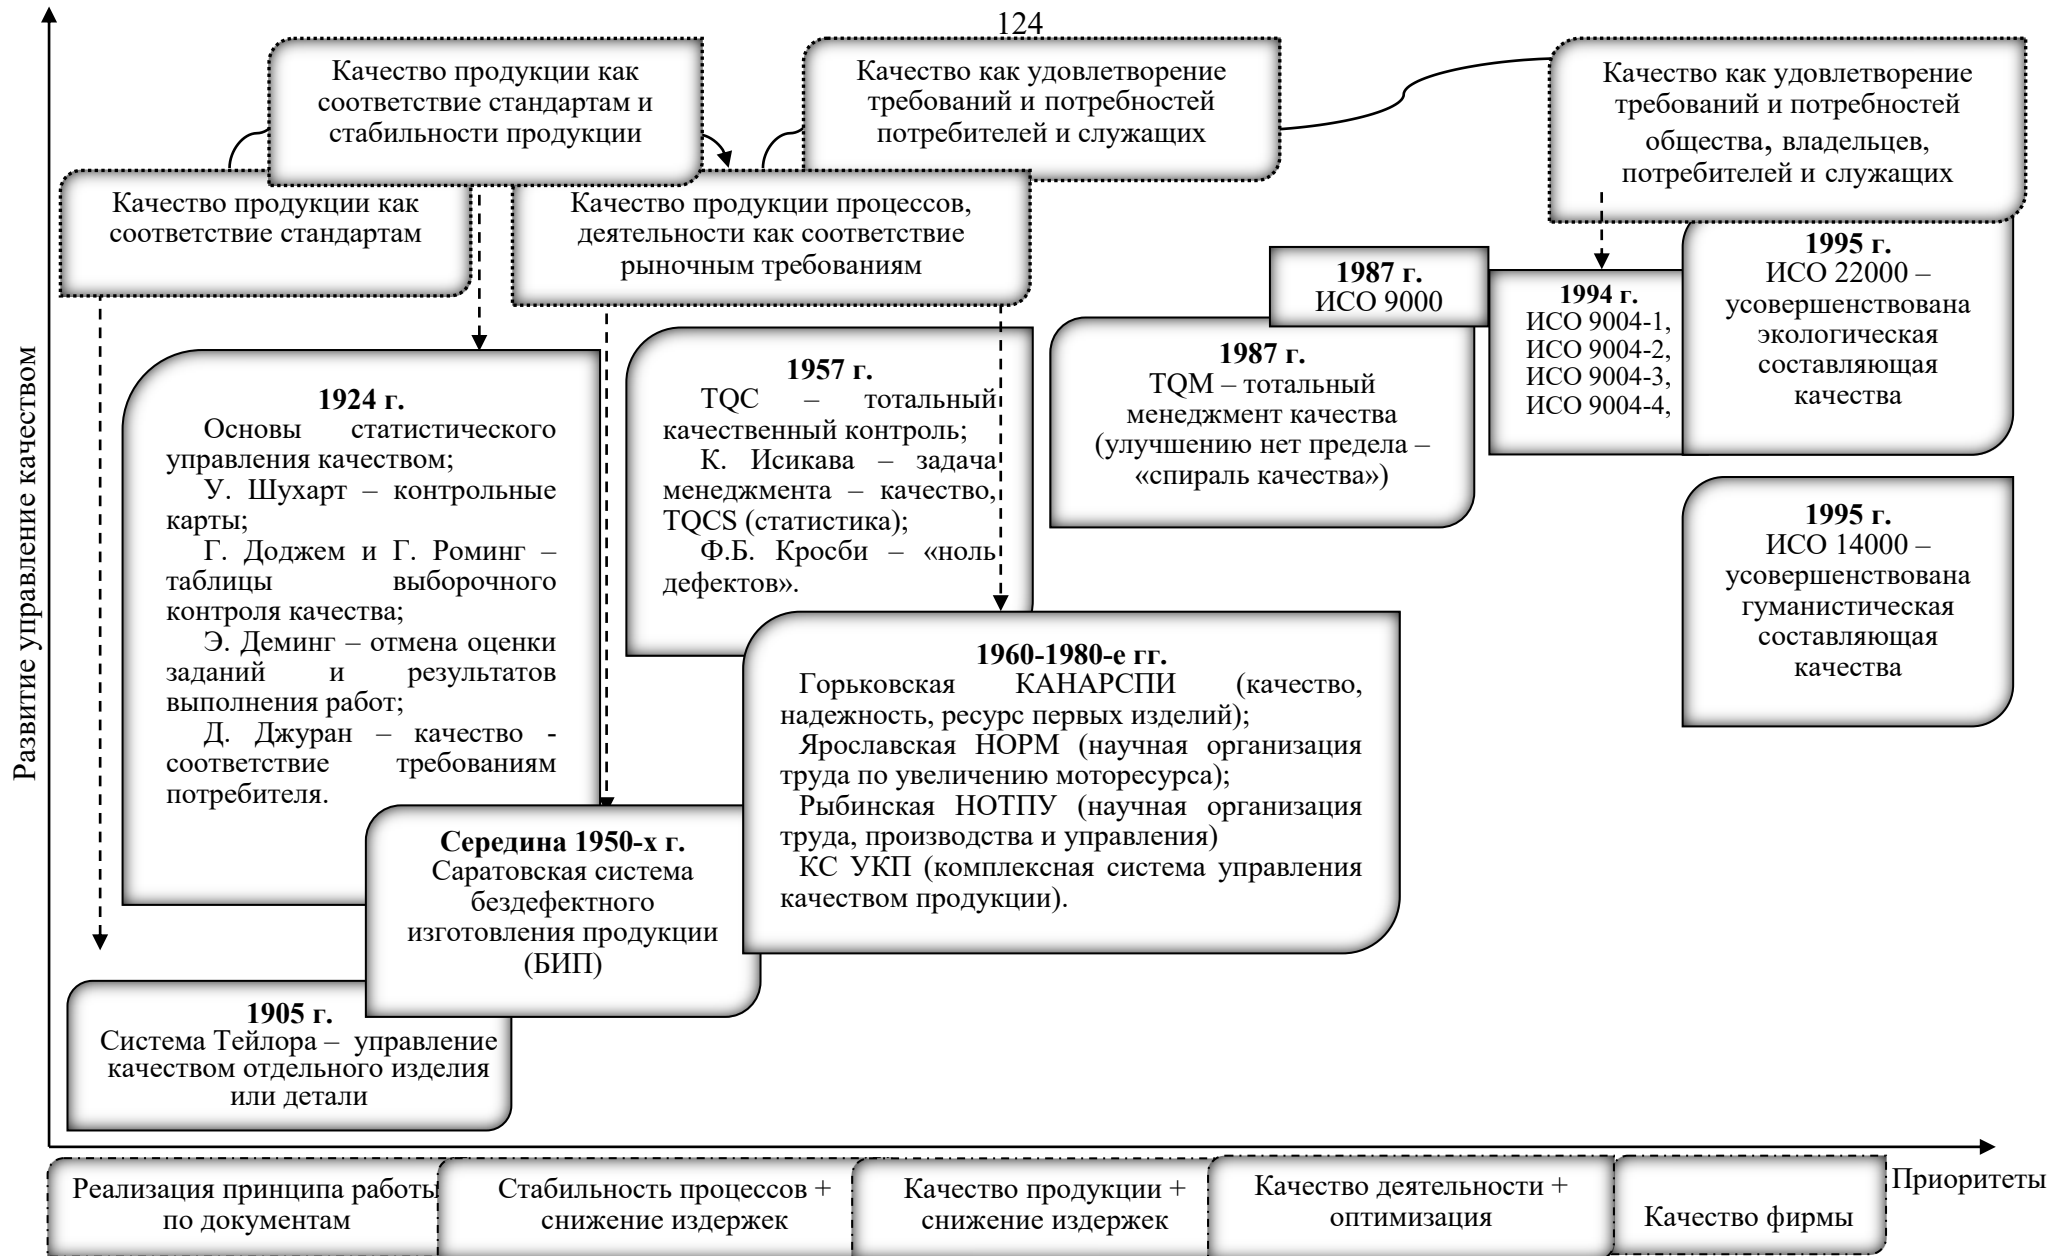 124
Качество продукции как
соответствие стандартам и
стабильности продукции
Качество как удовлетворение
требований и потребностей
потребителей и служащих
Качество как удовлетворение
требований и потребностей
общества, владельцев,
потребителей и служащих
Качество продукции как
соответствие стандартам
Качество продукции процессов,
деятельности как соответствие
рыночным требованиям
Развитие управление качеством
1987 г.
ИСО 9000
1994 г.
ИСО 9004-1,
ИСО 9004-2,
ИСО 9004-3,
ИСО 9004-4,
1995 г.
ИСО 22000 –
усовершенствована
экологическая
составляющая
качества
1924 г.
Основы статистического
управления качеством;
У. Шухарт – контрольные
карты;
Г. Доджем и Г. Роминг –
таблицы выборочного
контроля качества;
Э. Деминг – отмена оценки
заданий и результатов
выполнения работ;
Д. Джуран – качество -
соответствие требованиям
потребителя.
1957 г.
TQC – тотальный
качественный контроль;
К. Исикава – задача
менеджмента – качество,
TQCS (статистика);
Ф.Б. Кросби – «ноль
дефектов».
1987 г.
TQM – тотальный
менеджмент качества
(улучшению нет предела –
«спираль качества»)
1995 г.
ИСО 14000 –
усовершенствована
гуманистическая
составляющая
качества
1960-1980-е гг.
Горьковская КАНАРСПИ (качество,
надежность, ресурс первых изделий);
Ярославская НОРМ (научная организация
труда по увеличению моторесурса);
Рыбинская НОТПУ (научная организация
труда, производства и управления)
КС УКП (комплексная система управления
качеством продукции).
Середина 1950-х г.
Саратовская система
бездефектного
изготовления продукции
(БИП)
1905 г.
Система Тейлора – управление
качеством отдельного изделия
или детали
Реализация принципа работы
по документам
Стабильность процессов +
снижение издержек
Качество продукции +
снижение издержек
Качество деятельности +
оптимизация
Качество фирмы
Приоритеты